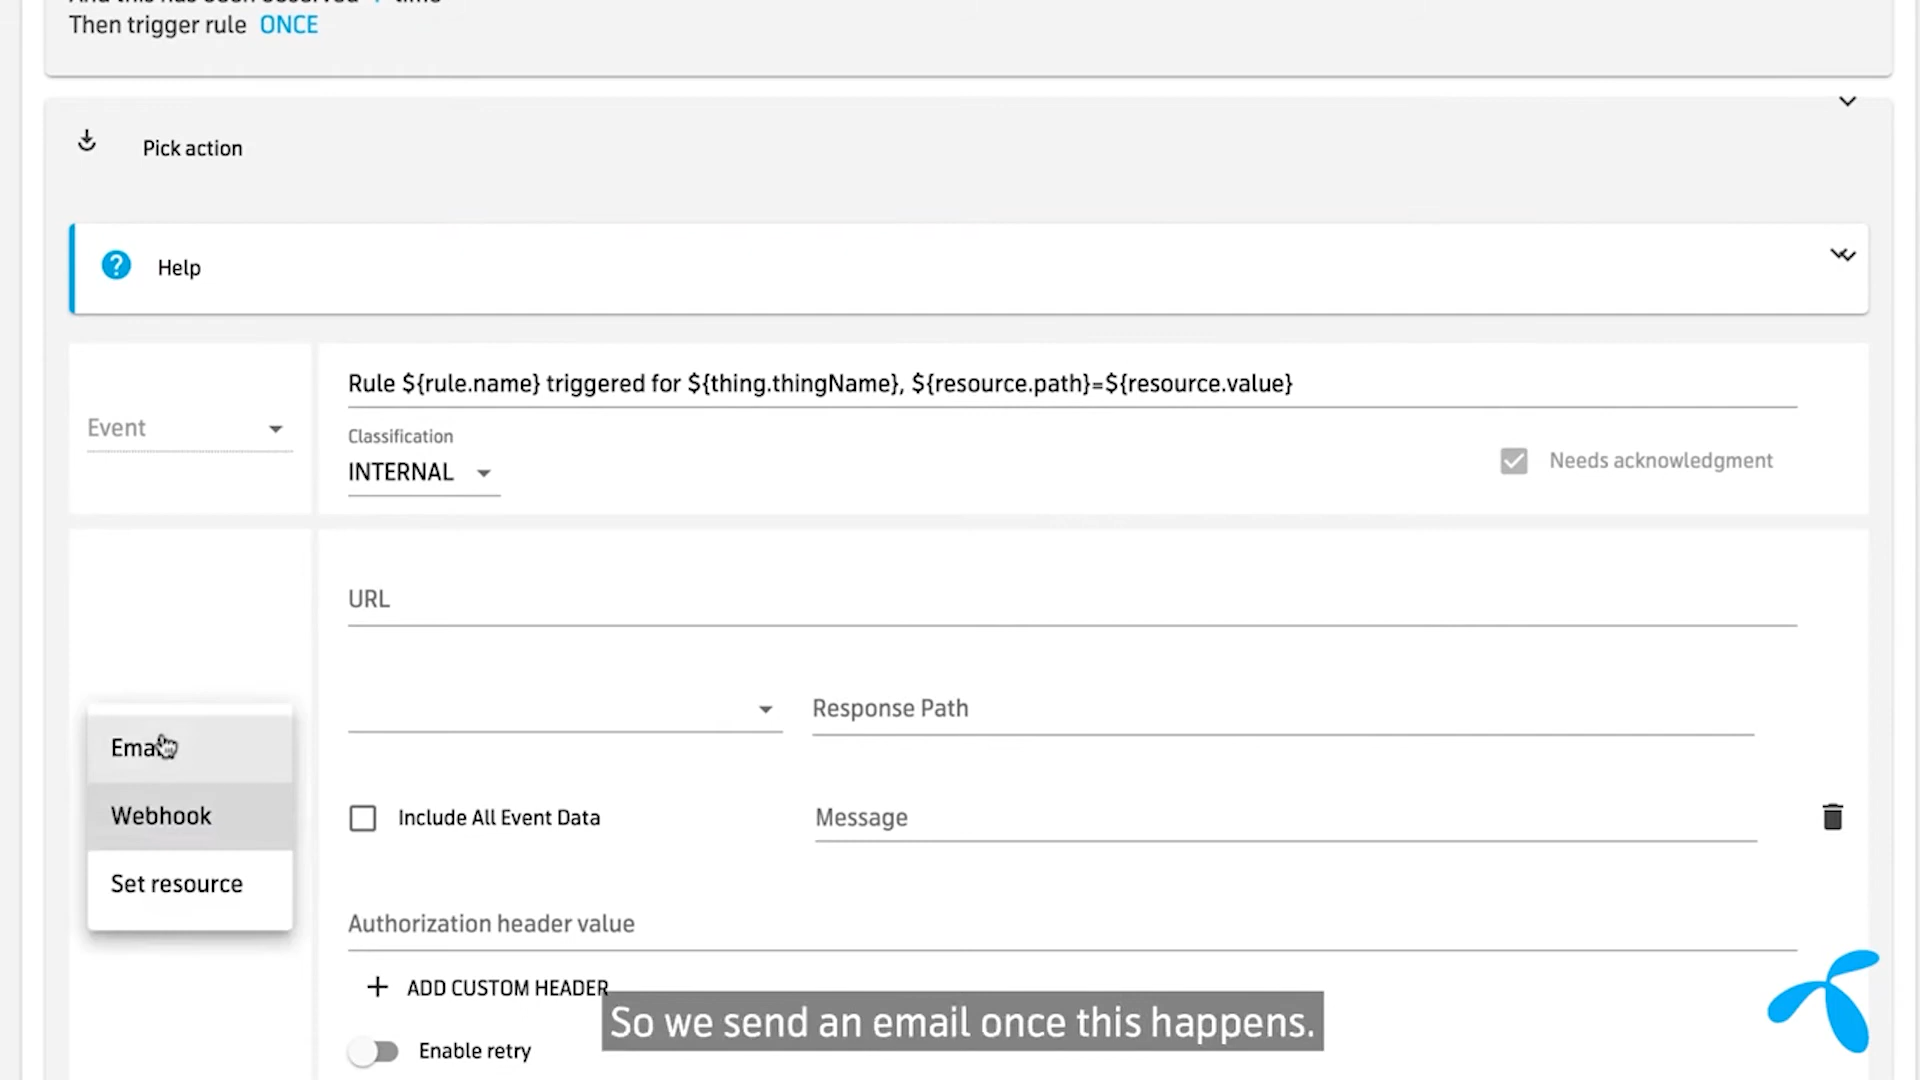 Then trigger rule ONCE
Pick action
? Help
Rule ${rule.name} triggered for ${thing.thingName}, ${resource.path}=${resource.value}
Event
Classification
INTERNAL
Needs acknowledgment
URL
Response Path
Email
Webhook
Include All Event Data
Message
Set resource
Authorization header value
+ ADD CUSTOM HEADER
So we send an email once this happens.
Enable retry